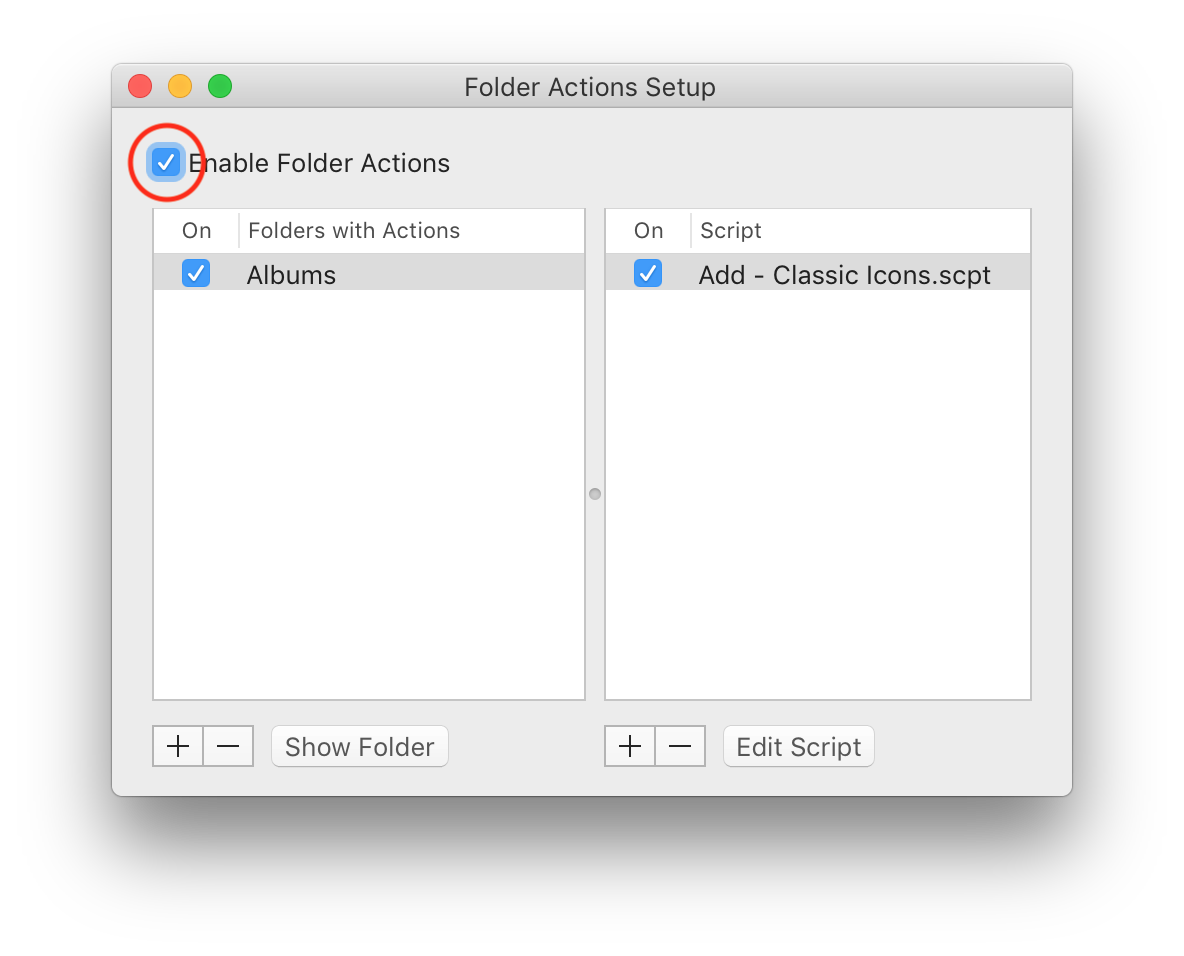 Folder Actions Setup
Enable Folder Actions
On Folders with Actions
Albums
On Script
Add - Classic Icons.scpt
Show Folder
Edit Script